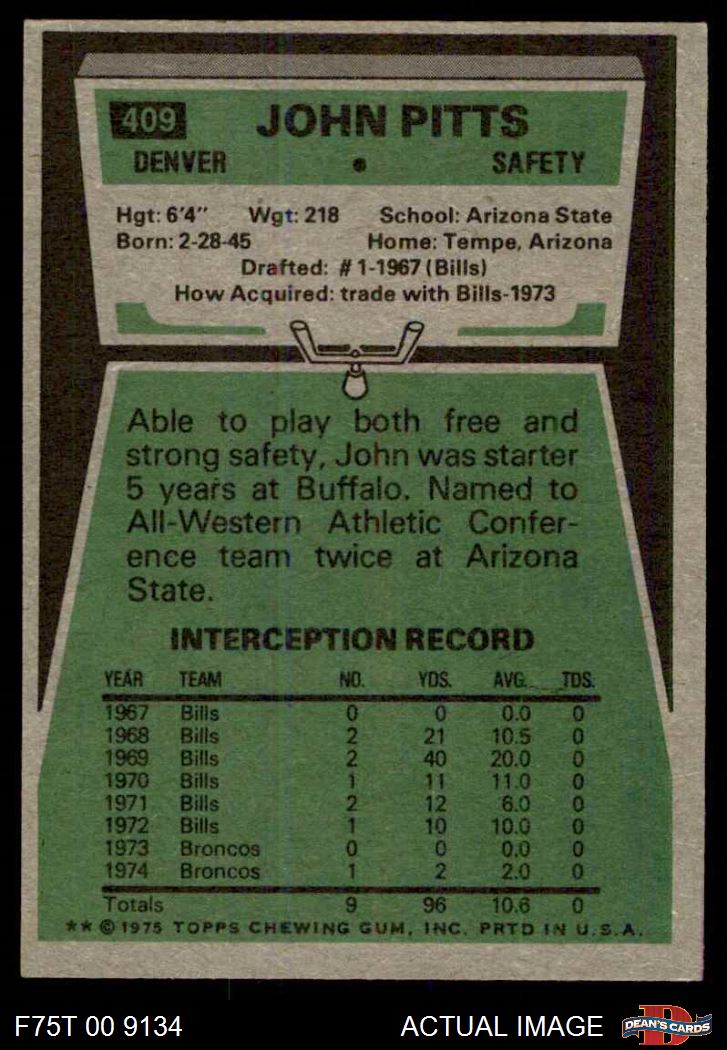 409 JOHN PITTS
DENVER • SAFETY
Hgt: 6'4" Wgt: 218 School: Arizona State
Born: 2-28-45 Home: Tempe, Arizona
Drafted: #1-1967 (Bills)
How Acquired: trade with Bills-1973
Able to play both free and
strong safety, John was starter
5 years at Buffalo. Named to
All-Western Athletic Confer-
ence team twice at Arizona
State.
INTERCEPTION RECORD
YEAR TEAM NO. YDS. AVG. TDS.
1967 Bills 0 0 0.0 0
1968 Bills 2 21 10.5 0
1969 Bills 2 40 20.0 0
1970 Bills 1 11 11.0 0
1971 Bills 2 12 6.0 0
1972 Bills 1 10 10.0 0
1973 Broncos 0 0 0.0 0
1974 Broncos 1 2 2.0 0
Totals 9 96 10.6 0
** © 1975 TOPPS CHEWING GUM, INC. PRTD IN U.S.A.
F75T 00 9134 ACTUAL IMAGE D DEAN'S CARDS